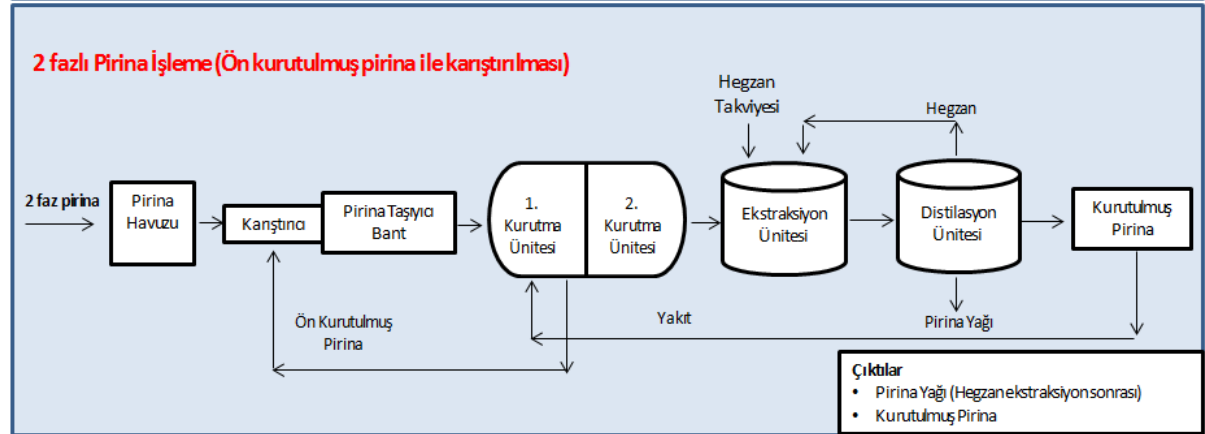 2 fazlı Pirina İşleme (Ön kurutulmuş pirina ile karıştırılması)
Hegzan
Takviyesi
Hegzan
2 faz pirina
Pirina
Havuzu
Karıştırıcı
Pirina Taşıyıcı
Bant
1.
Kurutma
Ünitesi
2.
Kurutma
Ünitesi
Ekstraksiyon
Ünitesi
Distilasyon
Ünitesi
Kurutulmuş
Pirina
Ön Kurutulmuş
Pirina
Yakıt
Pirina Yağı
Çıktılar
• Pirina Yağı (Hegzan ekstraksiyon sonrası)
• Kurutulmuş Pirina